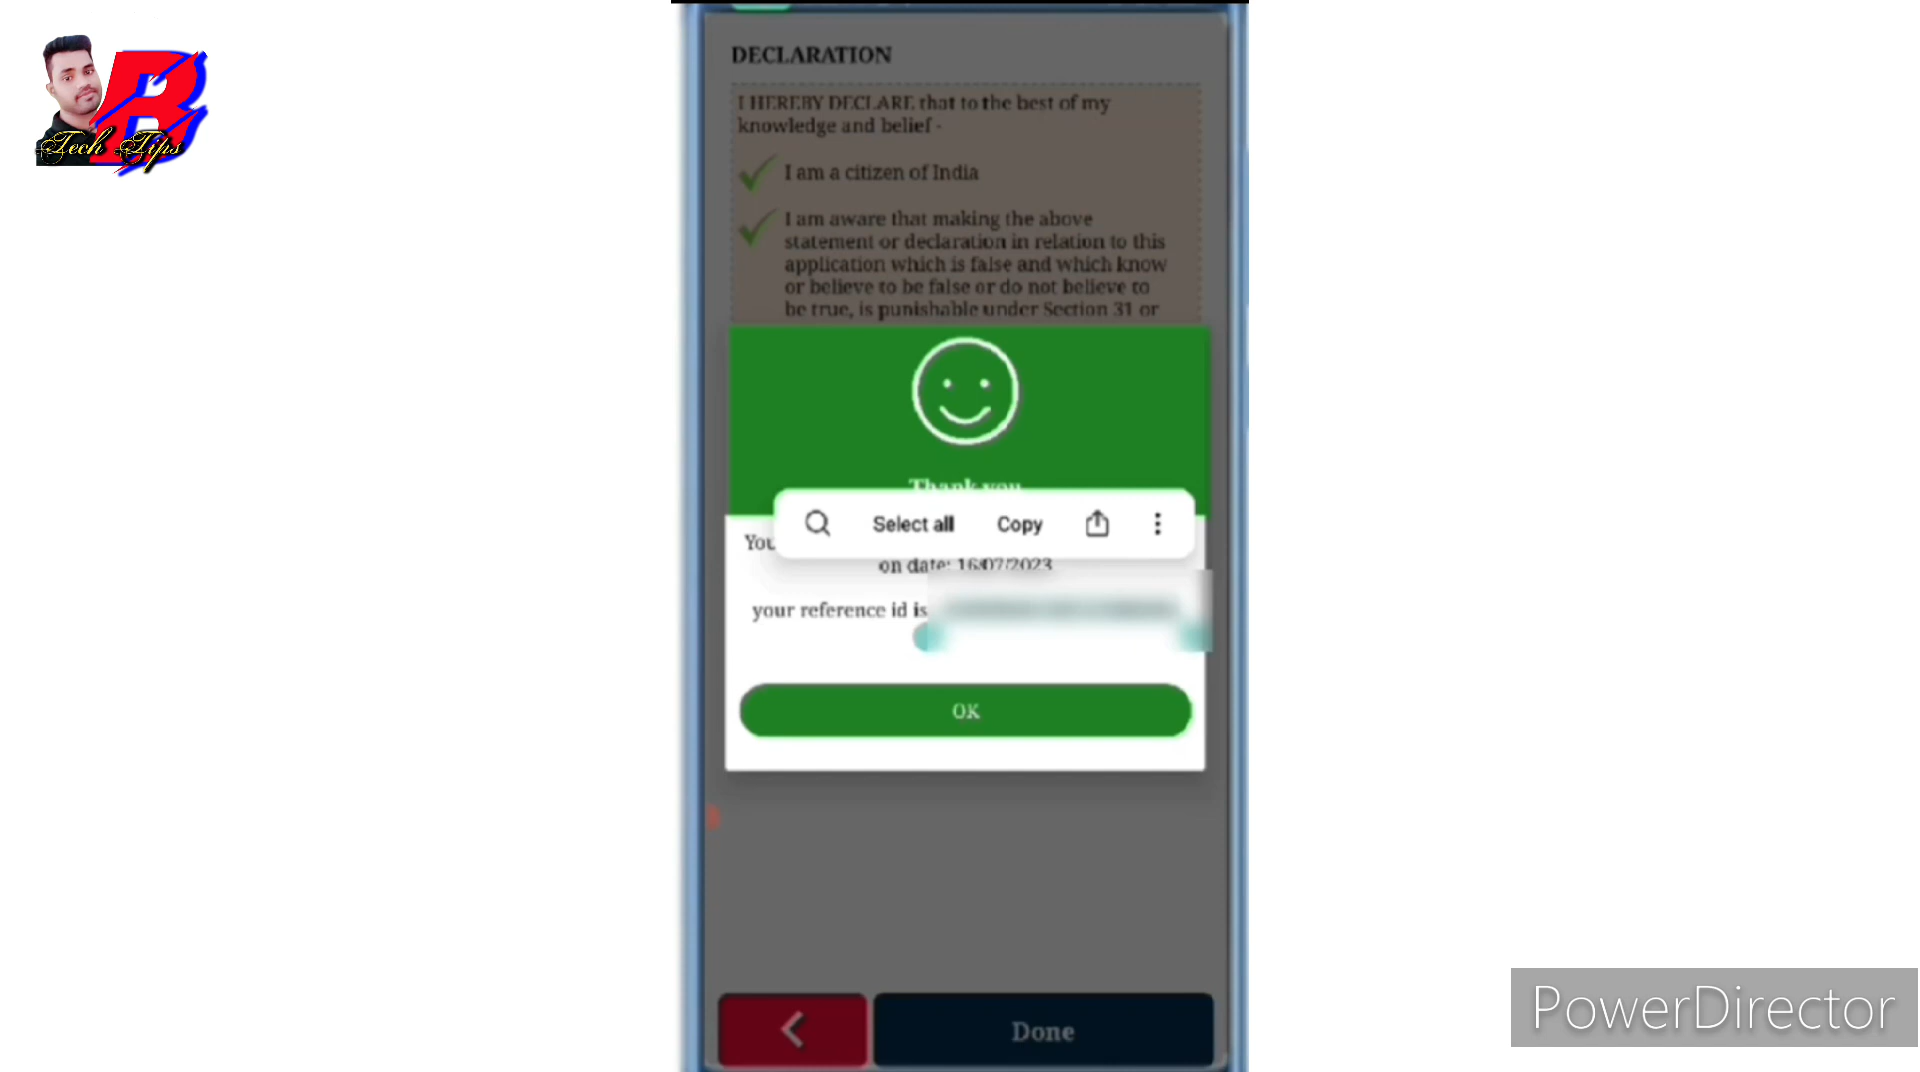 B
Tech Tips
DECLARATION
I HEREBY DECLARE that to the best of my
knowledge and belief -
I am a citizen of India
I am aware that making the above
statement or declaration in relation to this
application which is false and which know
or believe to be false or do not believe to
be true, is punishable under Section 31 or
Thank you
Select all Copy
You
on date: 16/07/2023
your reference id is
OK
Done
PowerDirector